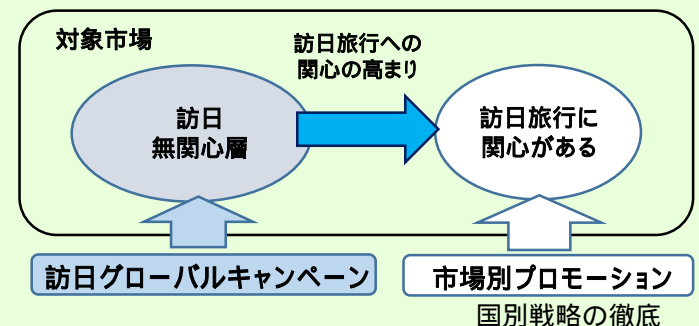 対象市場
訪日旅行への
関心の高まり
訪日
無関心層
訪日旅行に
関心がある
訪日グローバルキャンペーン
市場別プロモーション
国別戦略の徹底